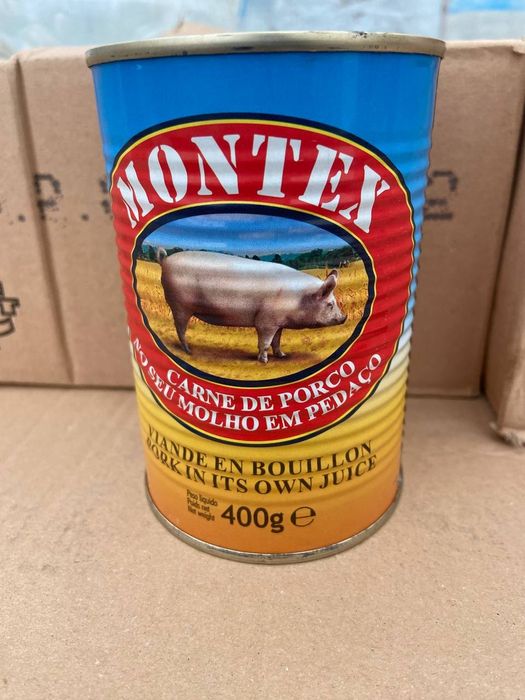 MONTEX
CARNE DE PORCO
NO SEU MOLHO EM PEDAÇO
VIANDE EN BOUILLON
PORK IN ITS OWN JUICE
Peso líquido
Poids net
Net weight
400g ℮